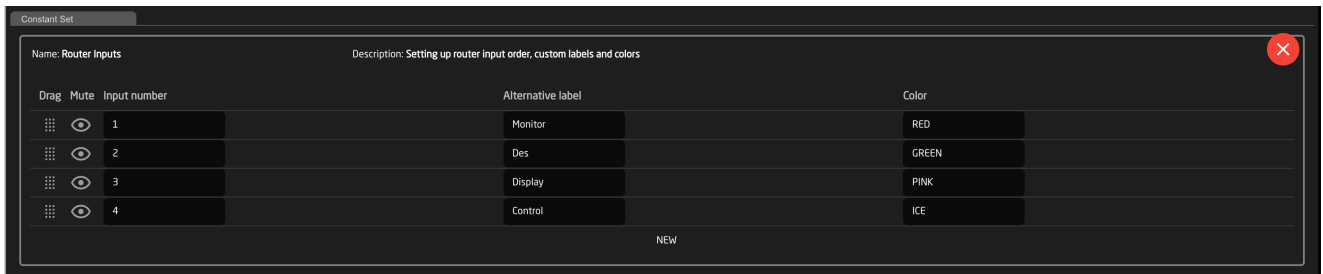 Constant Set
Name: Router Inputs Description: Setting up router input order, custom labels and colors
Drag Mute Input number Alternative label Color
1 Monitor RED
2 Des GREEN
3 Display PINK
4 Control ICE
NEW